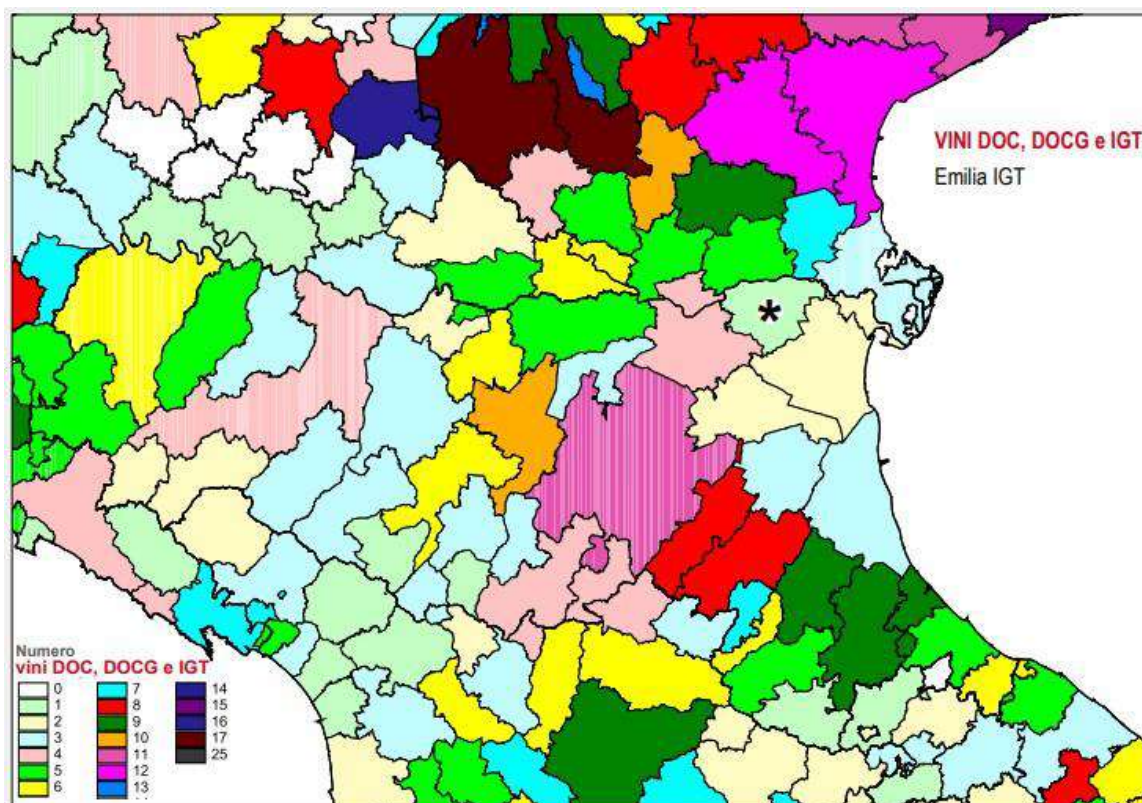 VINI DOC, DOCG e IGT
Emilia IGT
*
Numero
vini DOC, DOCG e IGT
0 7 14
1 8 15
2 9 16
3 10 17
4 11 25
5 12
6 13